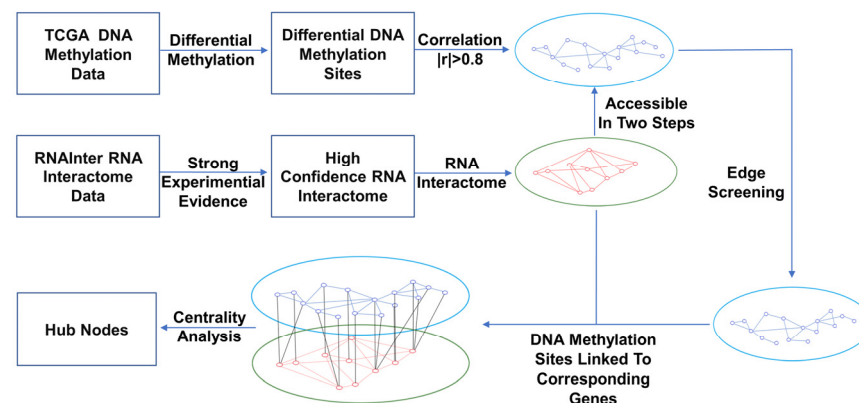 TCGA DNA
Methylation
Data
Differential
Methylation
Differential DNA
Methylation
Sites
Correlation
|r|>0.8
Accessible
In Two Steps
RNAInter RNA
Interactome
Data
Strong
Experimental
Evidence
High
Confidence RNA
Interactome
RNA
Interactome
Edge
Screening
Hub Nodes
Centrality
Analysis
DNA Methylation
Sites Linked To
Corresponding
Genes